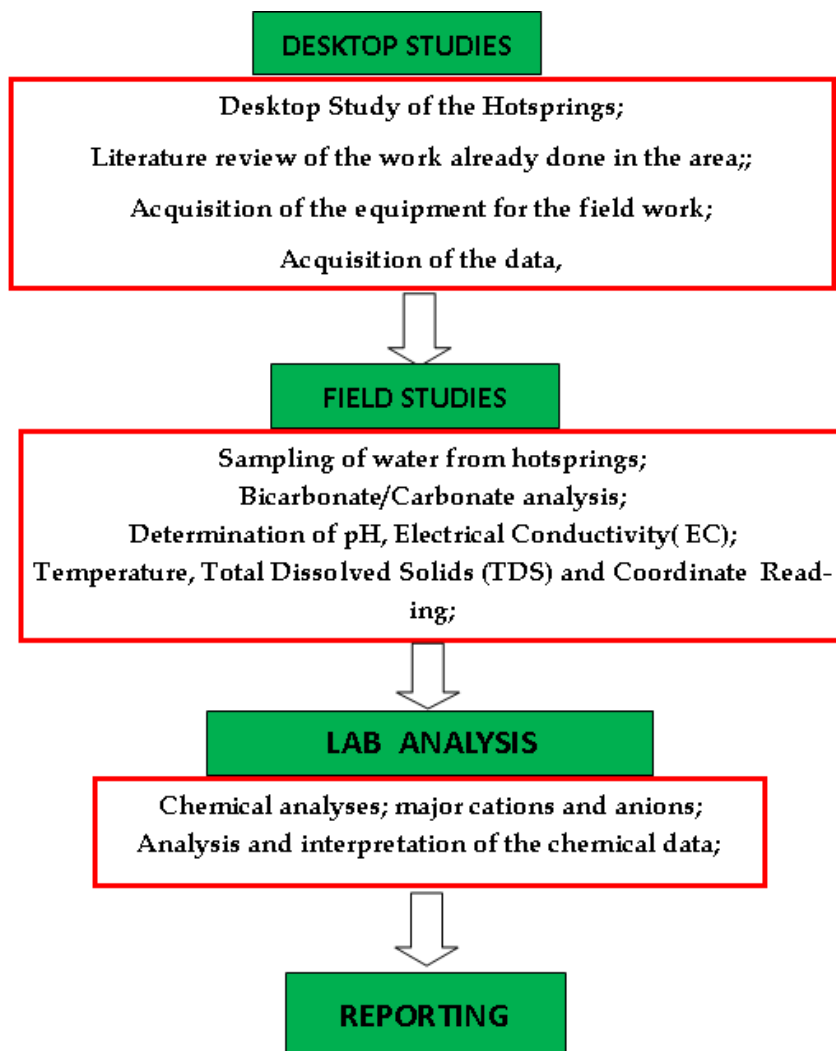 DESKTOP STUDIES
Desktop Study of the Hotsprings;
Literature review of the work already done in the area;;
Acquisition of the equipment for the field work;
Acquisition of the data,
FIELD STUDIES
Sampling of water from hotsprings;
Bicarbonate/Carbonate analysis;
Determination of pH, Electrical Conductivity( EC);
Temperature, Total Dissolved Solids (TDS) and Coordinate Read-
ing;
LAB ANALYSIS
Chemical analyses; major cations and anions;
Analysis and interpretation of the chemical data;
REPORTING